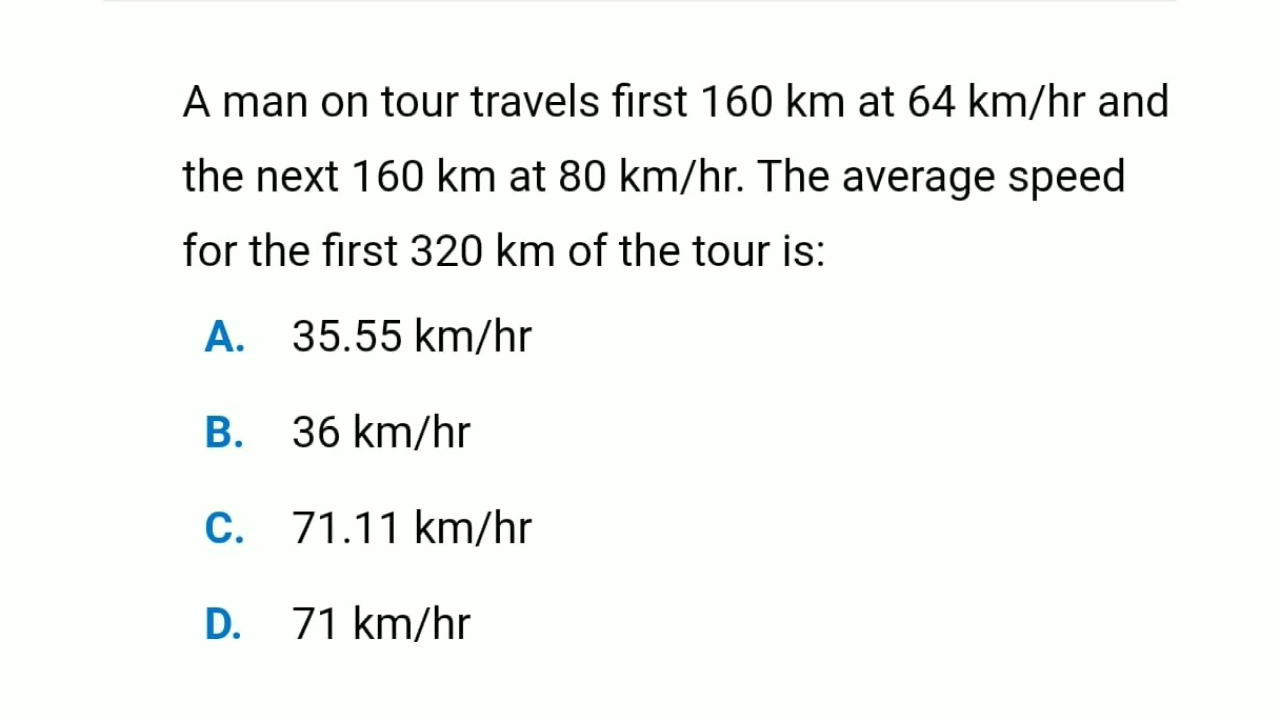 A man on tour travels first 160 km at 64 km/hr and
the next 160 km at 80 km/hr. The average speed
for the first 320 km of the tour is:
A. 35.55 km/hr
B. 36 km/hr
C. 71.11 km/hr
D. 71 km/hr